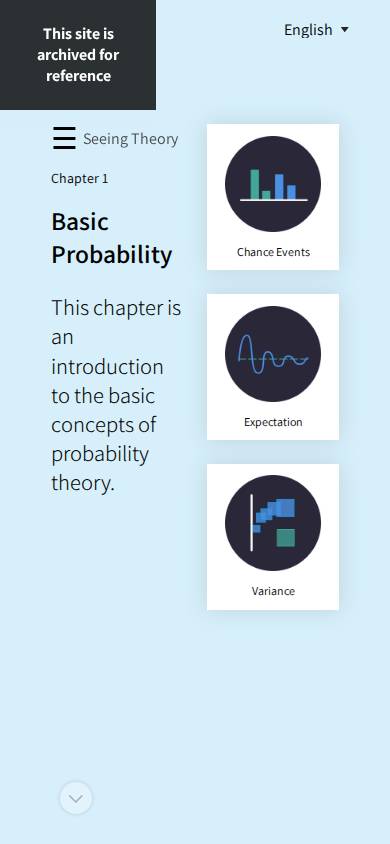 This site is
archived for
reference
English
Seeing Theory
Chapter 1
Basic
Probability
This chapter is
an
introduction
to the basic
concepts of
probability
theory.
Chance Events
Expectation
Variance